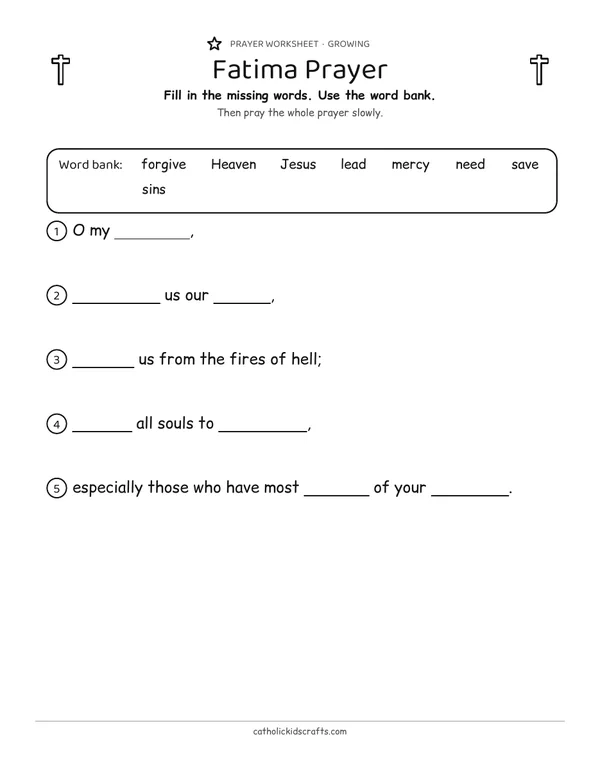 PRAYER WORKSHEET · GROWING
Fatima Prayer
Fill in the missing words. Use the word bank.
Then pray the whole prayer slowly.
Word bank: forgive Heaven Jesus lead mercy need save
sins
1 O my _________,
2 ___________ us our _______,
3 ________ us from the fires of hell;
4 _______ all souls to ___________,
5 especially those who have most ________ of your _________.
catholickidscrafts.com